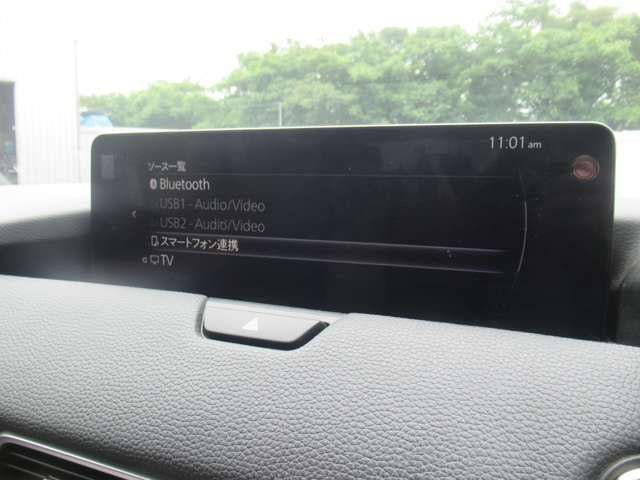 11:01 am
ソース一覧
Bluetooth
USB1 - Audio/Video
USB2 - Audio/Video
スマートフォン連携
TV